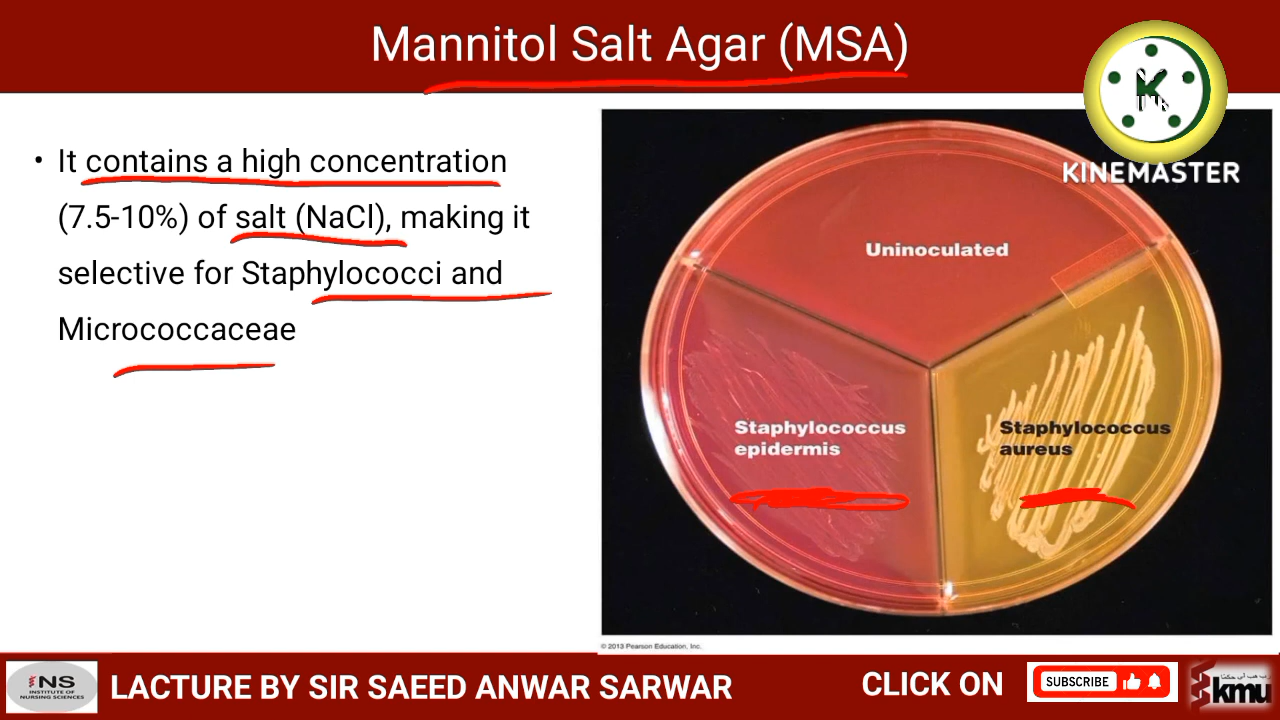 Mannitol Salt Agar (MSA)
K
KINEMASTER
• It contains a high concentration
(7.5-10%) of salt (NaCl), making it
selective for Staphylococci and
Micrococcaceae
Uninoculated
Staphylococcus
epidermis
Staphylococcus
aureus
© 2013 Pearson Education, Inc.
INS
INSTITUTE OF
NURSING SCIENCES
LACTURE BY SIR SAEED ANWAR SARWAR
CLICK ON
SUBSCRIBE
kmu